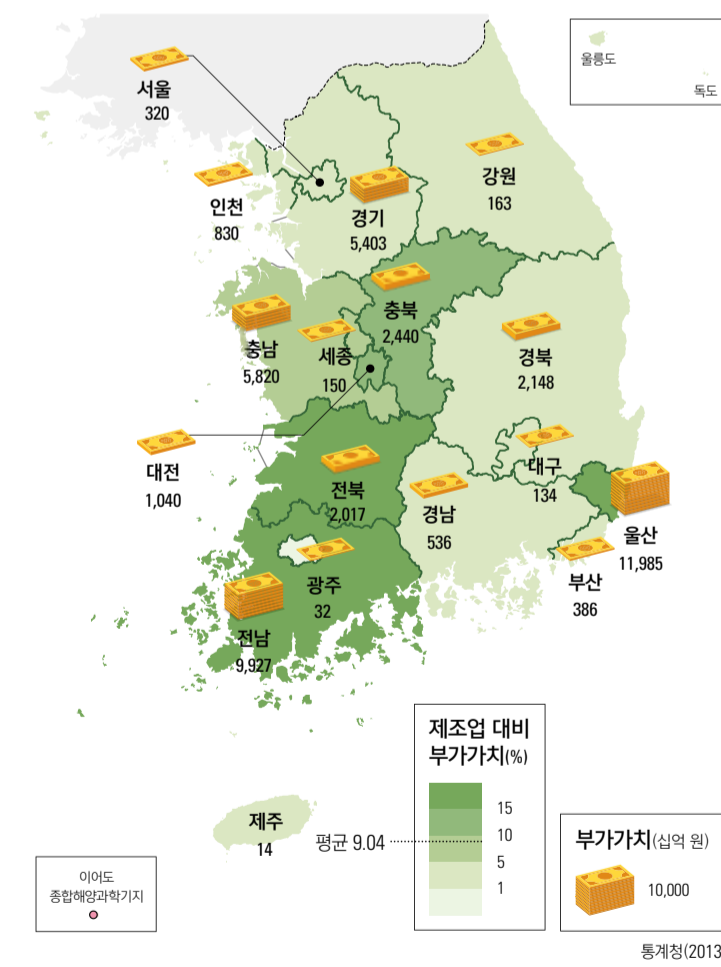 울릉도
독도
서울
320
인천
830
경기
5,403
강원
163
충북
2,440
충남
5,820
세종
150
경북
2,148
대전
1,040
전북
2,017
대구
134
경남
536
울산
11,985
부산
386
광주
32
전남
9,927
제주
14
제조업 대비
부가가치(%)
15
10
평균 9.04
5
1
부가가치(십억 원)
10,000
이어도
종합해양과학기지
통계청(2013